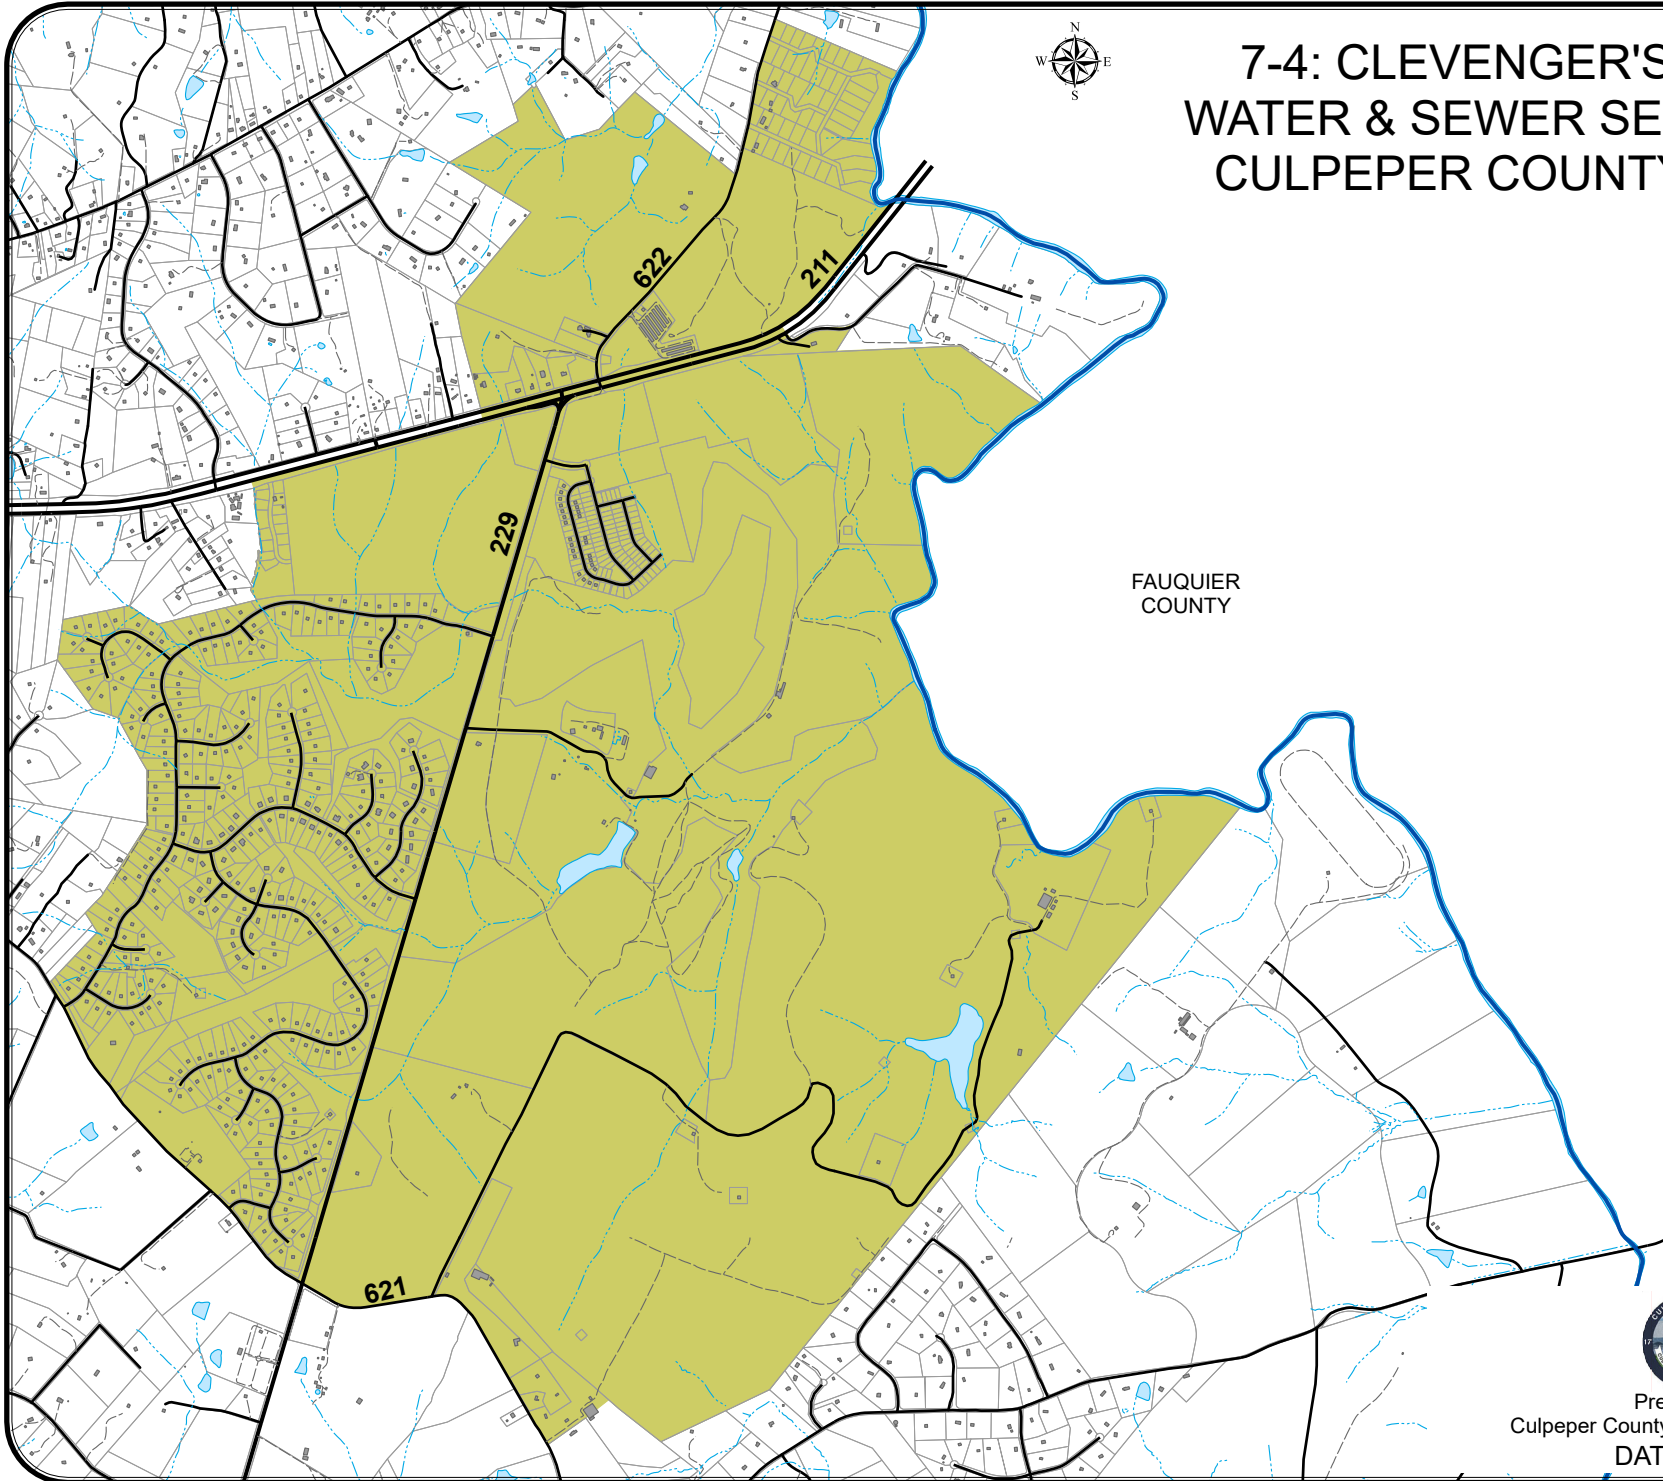 7-4: CLEVENGER'S
WATER & SEWER SE
CULPEPER COUNTY
N
W E
S
622
211
229
FAUQUIER
COUNTY
621
Pre
Culpeper County
DAT